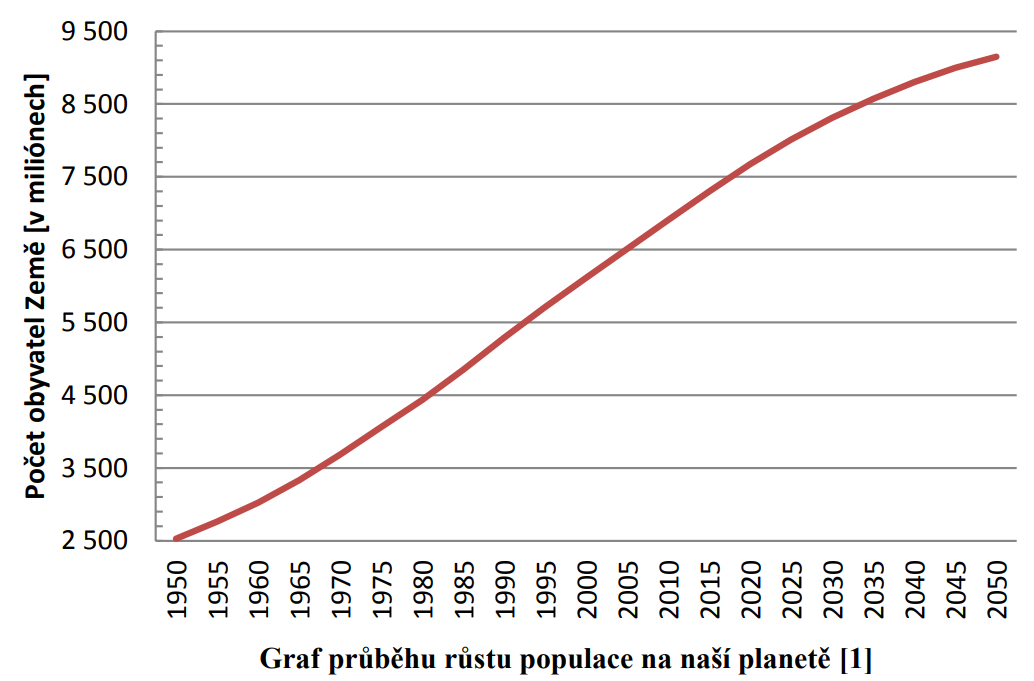 Počet obyvatel Země [v miliónech]
9 500
8 500
7 500
6 500
5 500
4 500
3 500
2 500
1950 1955 1960 1965 1970 1975 1980 1985 1990 1995 2000 2005 2010 2015 2020 2025 2030 2035 2040 2045 2050
Graf průběhu růstu populace na naší planetě [1]